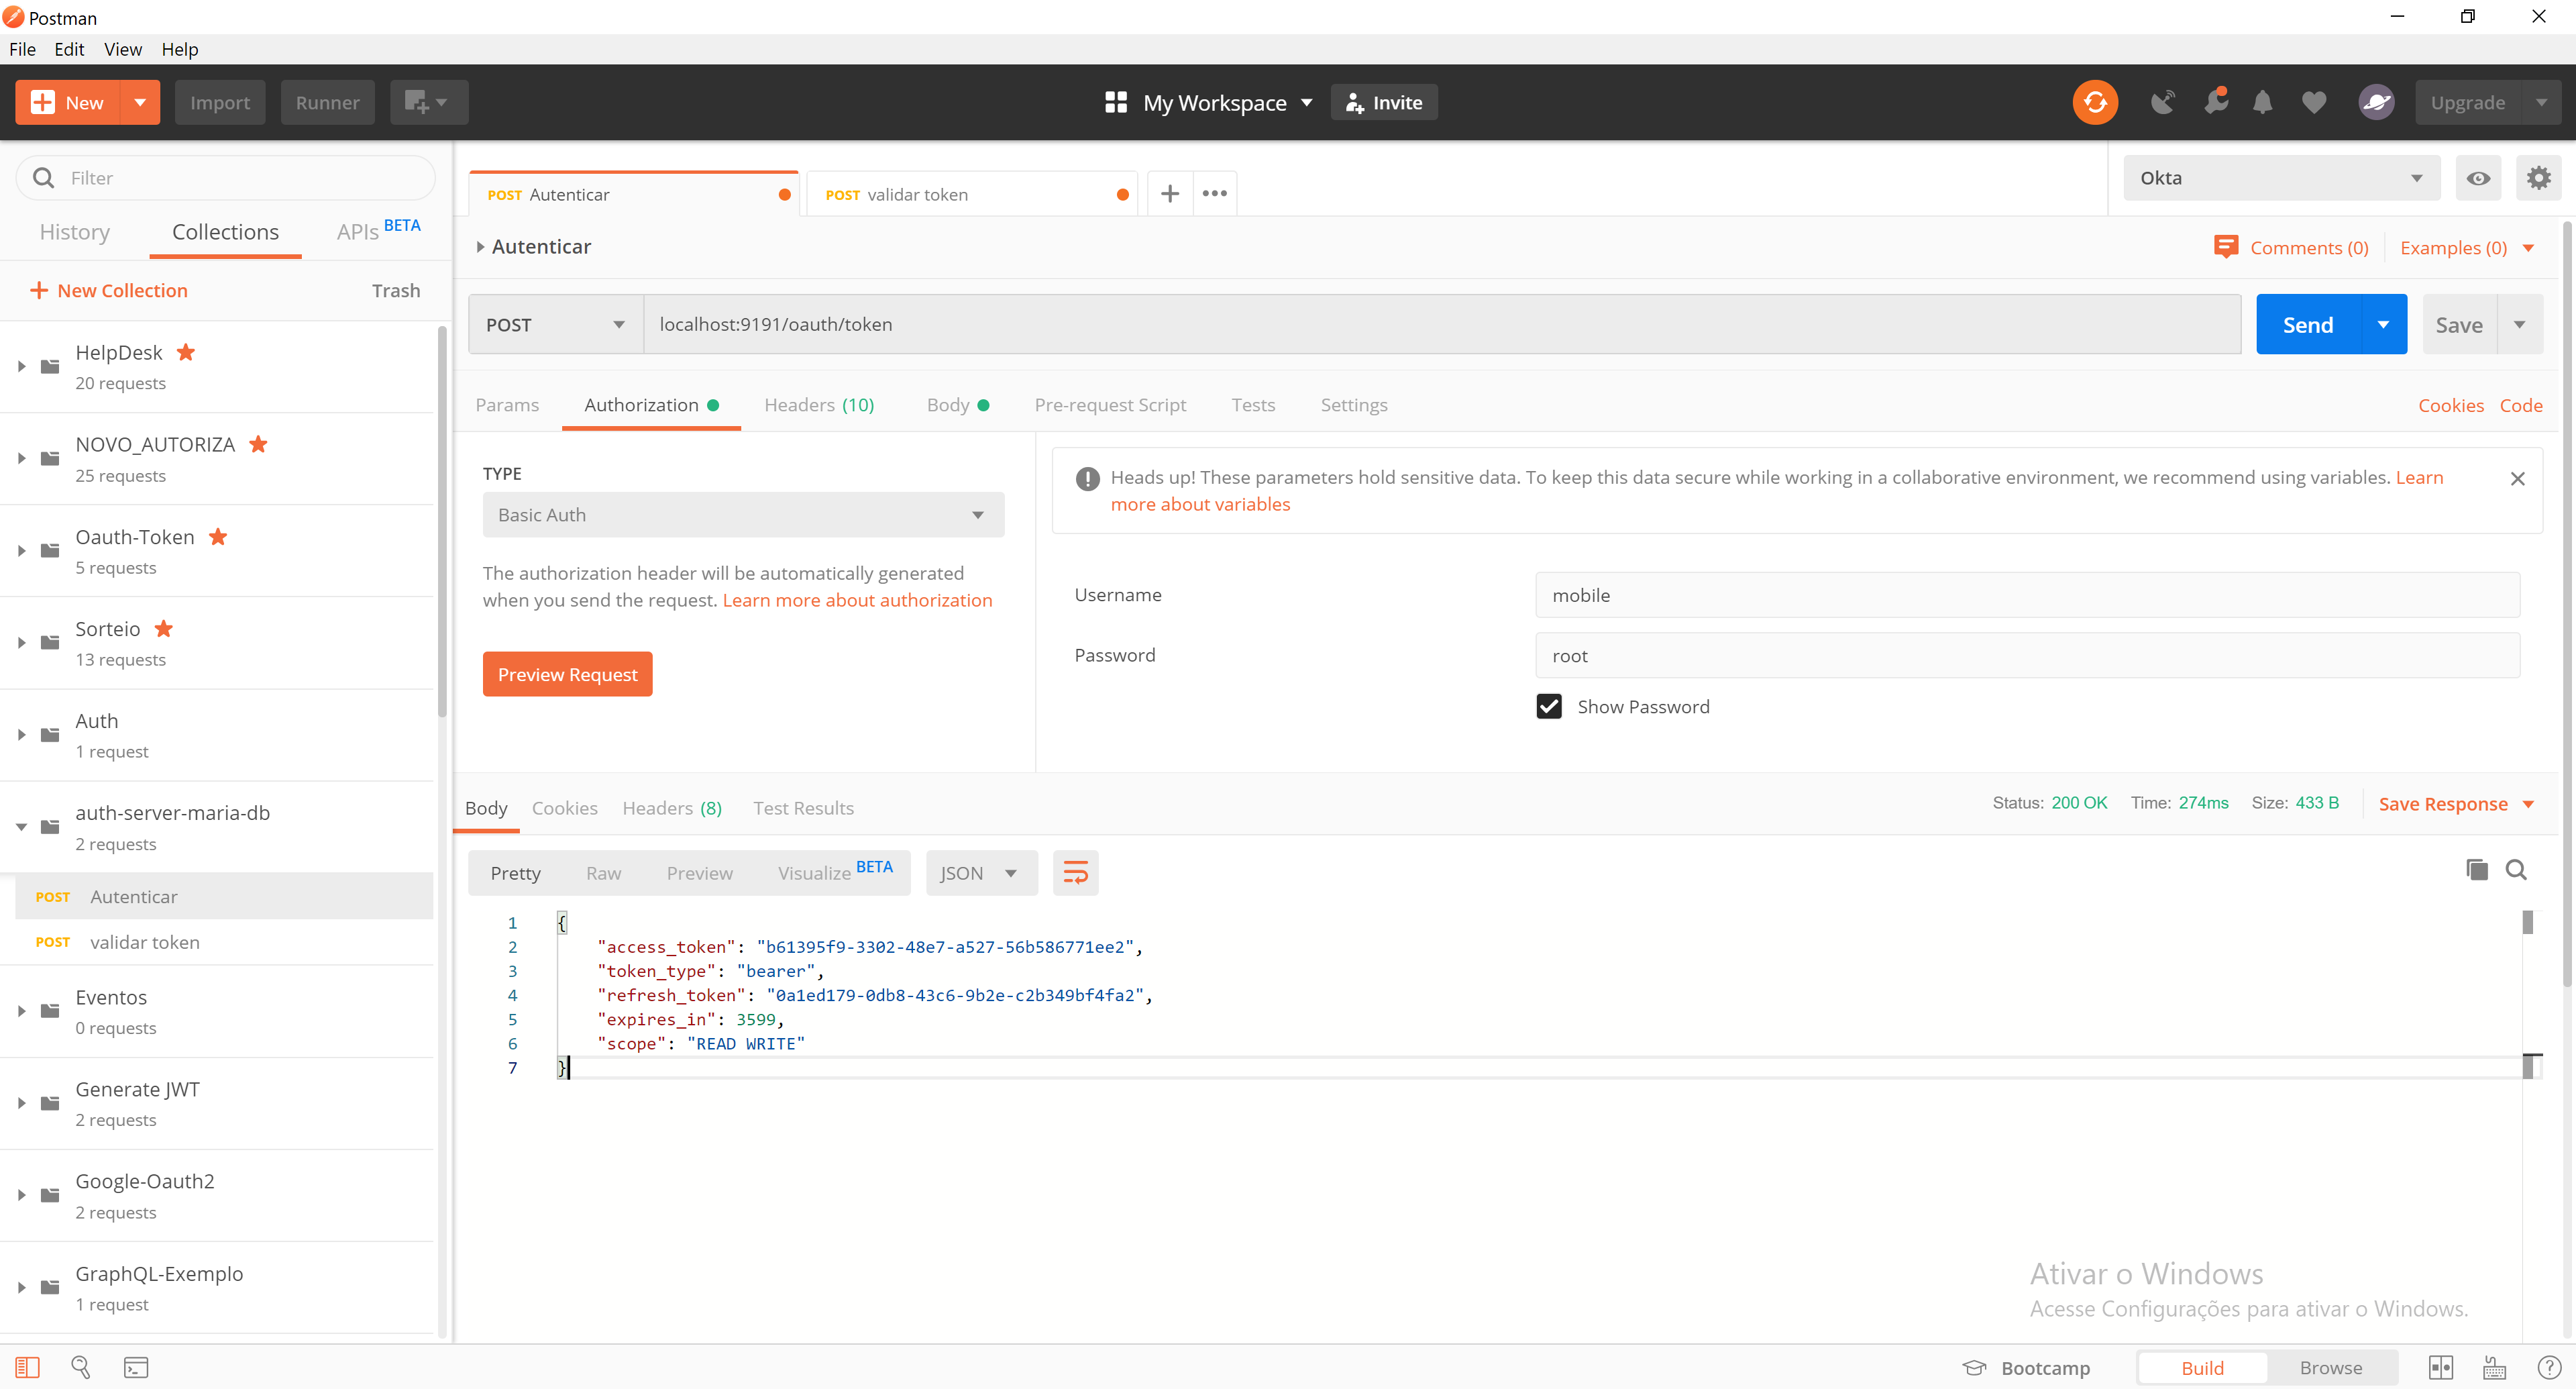 Postman
File Edit View Help
New Import Runner My Workspace Invite Upgrade
Filter
History Collections APIs BETA
New Collection Trash
HelpDesk
20 requests
NOVO_AUTORIZA
25 requests
Oauth-Token
5 requests
Sorteio
13 requests
Auth
1 request
auth-server-maria-db
2 requests
POST Autenticar
POST validar token
Eventos
0 requests
Generate JWT
2 requests
Google-Oauth2
2 requests
GraphQL-Exemplo
1 request
POST Autenticar POST validar token
Okta
Autenticar
Comments (0) Examples (0)
POST localhost:9191/oauth/token Send Save
Params Authorization Headers (10) Body Pre-request Script Tests Settings Cookies Code
TYPE
Basic Auth
The authorization header will be automatically generated
when you send the request. Learn more about authorization
Preview Request
Heads up! These parameters hold sensitive data. To keep this data secure while working in a collaborative environment, we recommend using variables. Learn
more about variables
Username mobile
Password root
Show Password
Body Cookies Headers (8) Test Results Status: 200 OK Time: 274ms Size: 433 B Save Response
Pretty Raw Preview Visualize BETA JSON
1 {
2 "access_token": "b61395f9-3302-48e7-a527-56b586771ee2",
3 "token_type": "bearer",
4 "refresh_token": "0a1ed179-0db8-43c6-9b2e-c2b349bf4fa2",
5 "expires_in": 3599,
6 "scope": "READ WRITE"
7 }
Ativar o Windows
Acesse Configurações para ativar o Windows.
Bootcamp Build Browse